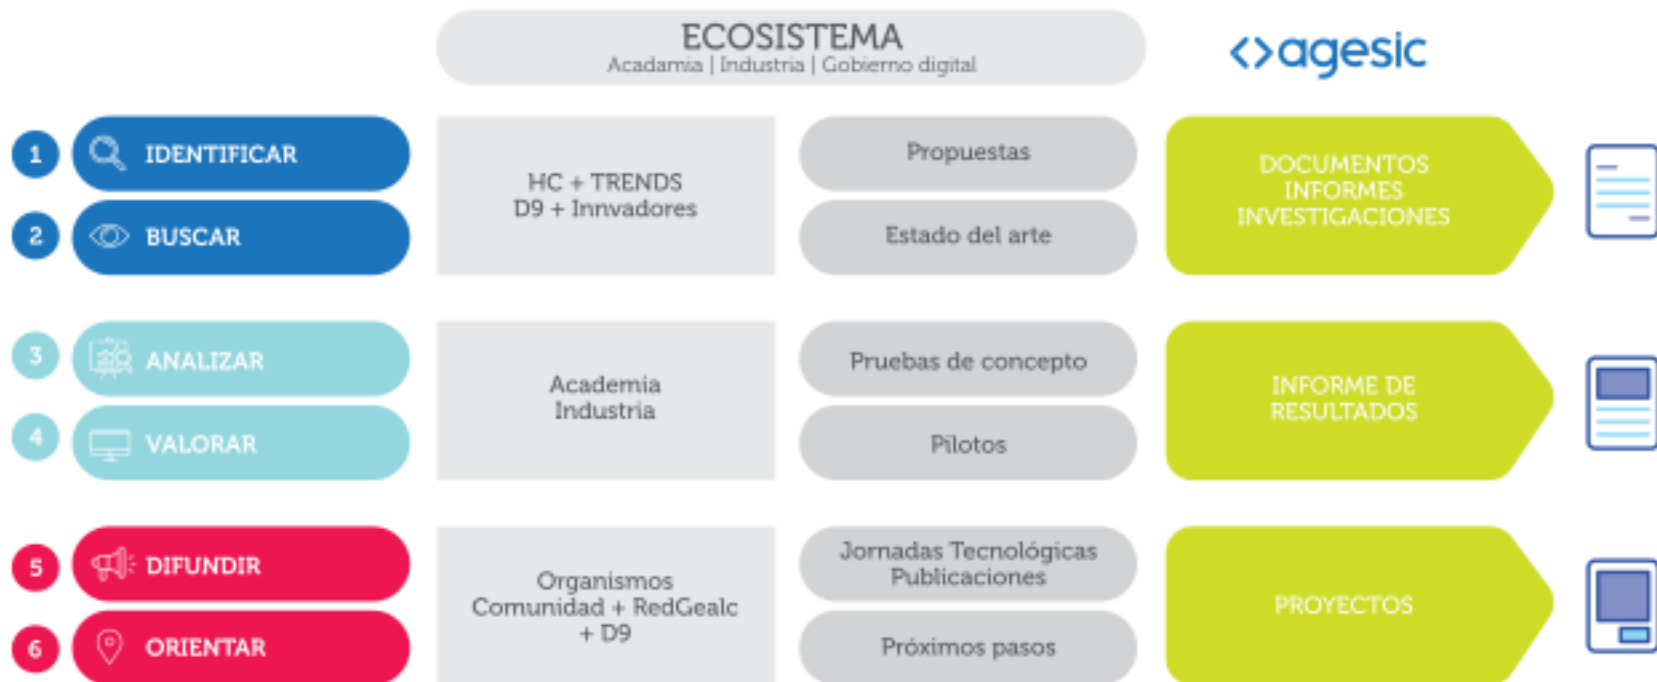 ECOSISTEMA
Acadamia | Industria | Gobierno digital
<>agesic
1
IDENTIFICAR
2
BUSCAR
HC + TRENDS
D9 + Innvadores
Propuestas
Estado del arte
DOCUMENTOS
INFORMES
INVESTIGACIONES
3
ANALIZAR
4
VALORAR
Academia
Industria
Pruebas de concepto
Pilotos
INFORME DE
RESULTADOS
5
DIFUNDIR
6
ORIENTAR
Organismos
Comunidad + RedGealc
+ D9
Jornadas Tecnológicas
Publicaciones
Próximos pasos
PROYECTOS